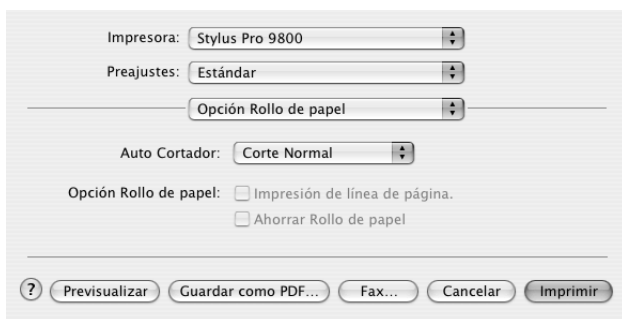 Impresora: Stylus Pro 9800
Preajustes: Estándar
Opción Rollo de papel
Auto Cortador: Corte Normal
Opción Rollo de papel: Impresión de línea de página.
Ahorrar Rollo de papel
? Previsualizar Guardar como PDF... Fax... Cancelar Imprimir